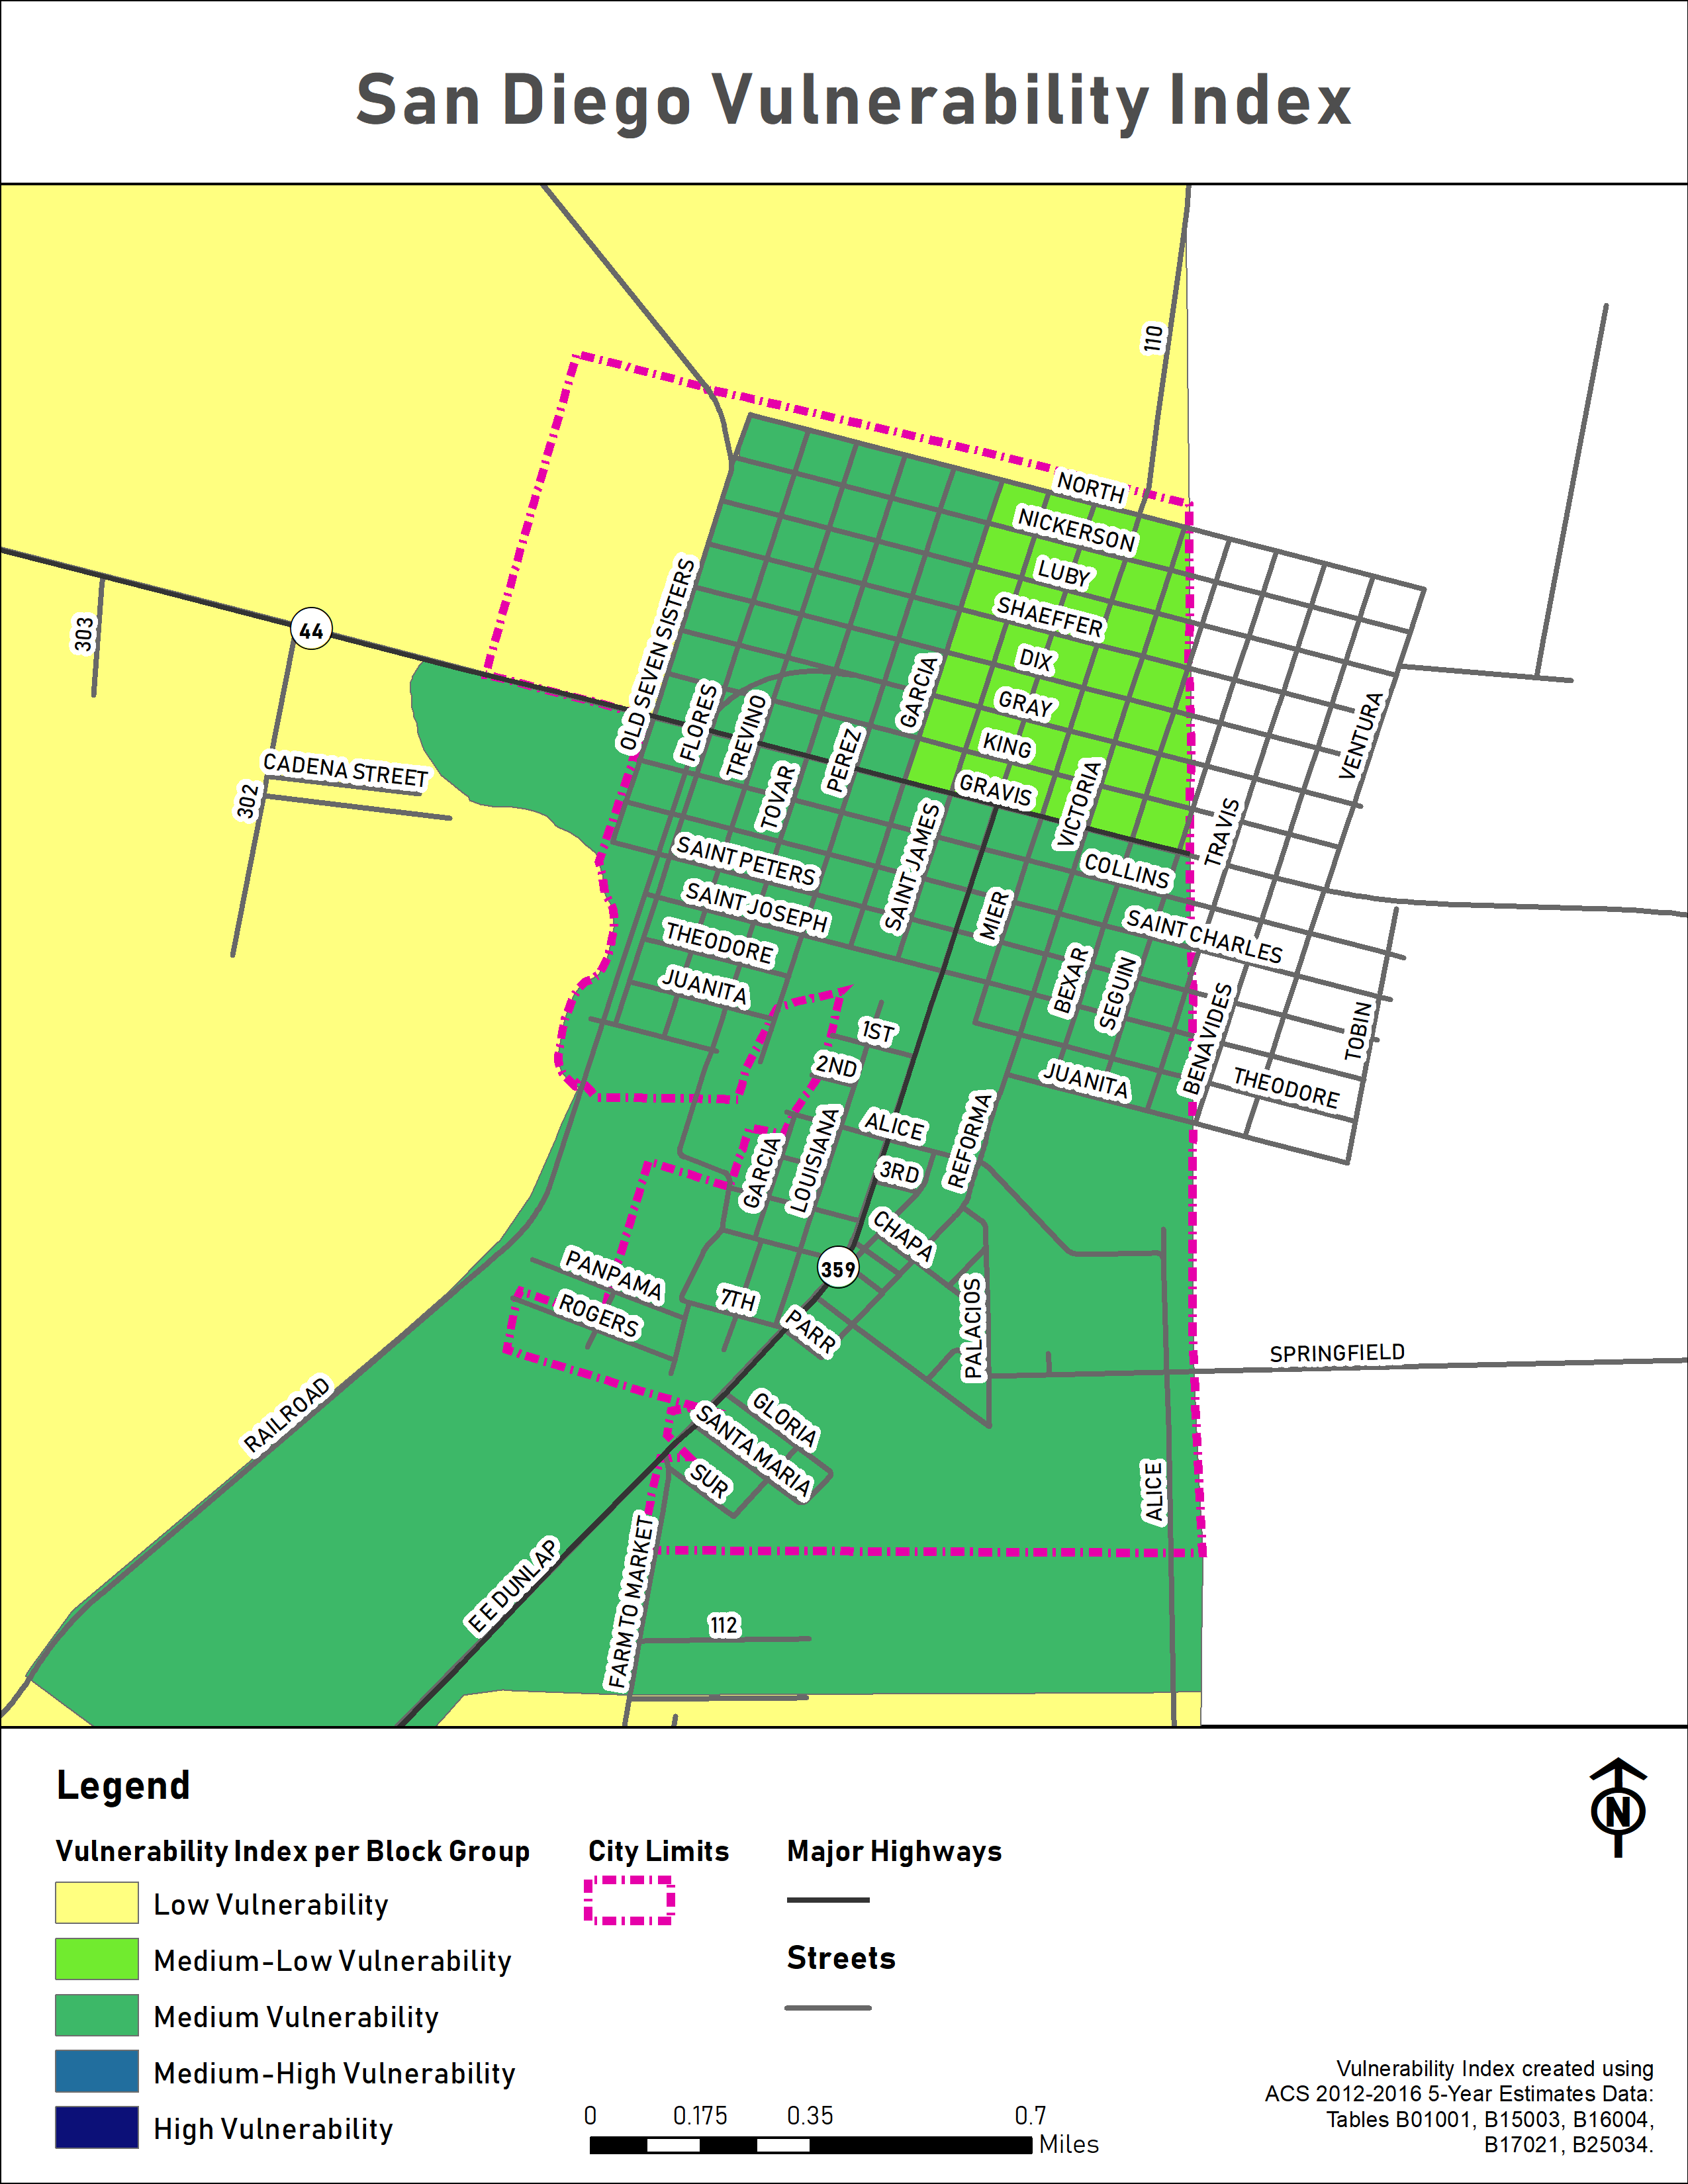 San Diego Vulnerability Index
110
NORTH
NICKERSON
LUBY
SHAEFFER
DIX
GRAY
KING
GRAVIS
303
44
OLD SEVEN SISTERS
FLORES
TREVINO
TOVAR
PEREZ
GARCIA
VENTURA
CADENA STREET
302
VICTORIA
TRAVIS
SAINT JAMES
SAINT PETERS
COLLINS
SAINT JOSEPH
MIER
SAINT CHARLES
THEODORE
JUANITA
BEXAR
SEGUIN
BENAVIDES
TOBIN
1ST
2ND
JUANITA
THEODORE
ALICE
REFORMA
LOUISIANA
GARCIA
3RD
CHAPA
PANPAMA
359
ROGERS
7TH
PARR
PALACIOS
SPRINGFIELD
RAILROAD
GLORIA
SANTA MARIA
SUR
ALICE
E E DUNLAP
FARM TO MARKET
112
Legend
Vulnerability Index per Block Group
Low Vulnerability
Medium-Low Vulnerability
Medium Vulnerability
Medium-High Vulnerability
High Vulnerability
City Limits
Major Highways
Streets
N
0 0.175 0.35 0.7
Miles
Vulnerability Index created using
ACS 2012-2016 5-Year Estimates Data:
Tables B01001, B15003, B16004,
B17021, B25034.